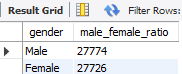 Result Grid Filter Rows:
gender male_female_ratio
Male 27774
Female 27726